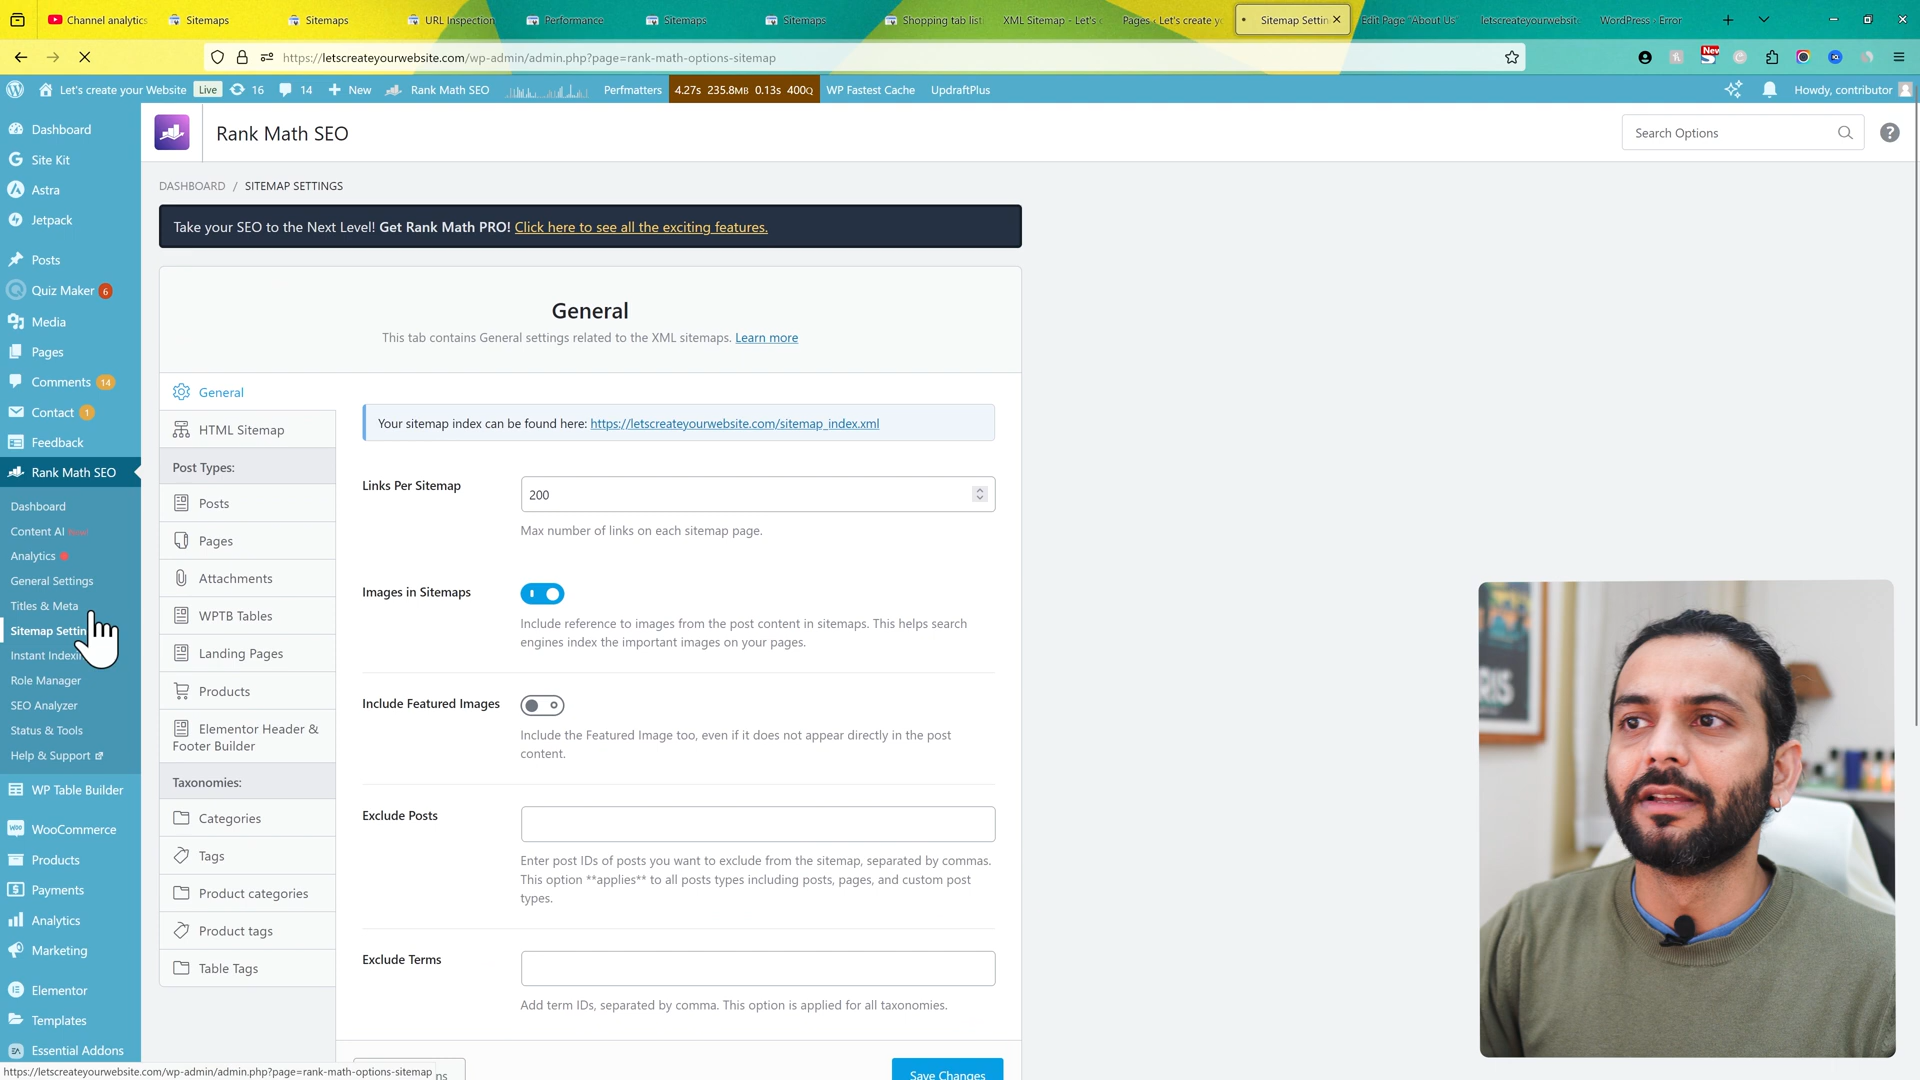 Channel analytics
Sitemaps
Sitemaps
URL Inspection
Performance
Sitemaps
Sitemaps
Shopping tab list
XML Sitemap - Let's c
Pages ‹ Let's create yo
Sitemap Settin
Edit Page "About Us"
letscreateyourwebsite
WordPress › Error
https://letscreateyourwebsite.com/wp-admin/admin.php?page=rank-math-options-sitemap
New
Let's create your Website
Live
16
14
New
Rank Math SEO
Perfmatters
4.27s 235.8MB 0.13s 400Q
WP Fastest Cache
UpdraftPlus
Howdy, contributor
Dashboard
Site Kit
Astra
Jetpack
Posts
Quiz Maker 6
Media
Pages
Comments 14
Contact 1
Feedback
Rank Math SEO
Dashboard
Content AI
Analytics
General Settings
Titles & Meta
Sitemap Settin
Instant Indexin
Role Manager
SEO Analyzer
Status & Tools
Help & Support
WP Table Builder
WooCommerce
Products
Payments
Analytics
Marketing
Elementor
Templates
Essential Addons
Rank Math SEO
Search Options
?
DASHBOARD / SITEMAP SETTINGS
Take your SEO to the Next Level! Get Rank Math PRO! Click here to see all the exciting features.
General
This tab contains General settings related to the XML sitemaps. Learn more
General
HTML Sitemap
Post Types:
Posts
Pages
Attachments
WPTB Tables
Landing Pages
Products
Elementor Header &
Footer Builder
Taxonomies:
Categories
Tags
Product categories
Product tags
Table Tags
Your sitemap index can be found here: https://letscreateyourwebsite.com/sitemap_index.xml
Links Per Sitemap
200
Max number of links on each sitemap page.
Images in Sitemaps
Include reference to images from the post content in sitemaps. This helps search
engines index the important images on your pages.
Include Featured Images
Include the Featured Image too, even if it does not appear directly in the post
content.
Exclude Posts
Enter post IDs of posts you want to exclude from the sitemap, separated by commas.
This option **applies** to all posts types including posts, pages, and custom post
types.
Exclude Terms
Add term IDs, separated by comma. This option is applied for all taxonomies.
Save Changes
https://letscreateyourwebsite.com/wp-admin/admin.php?page=rank-math-options-sitemap